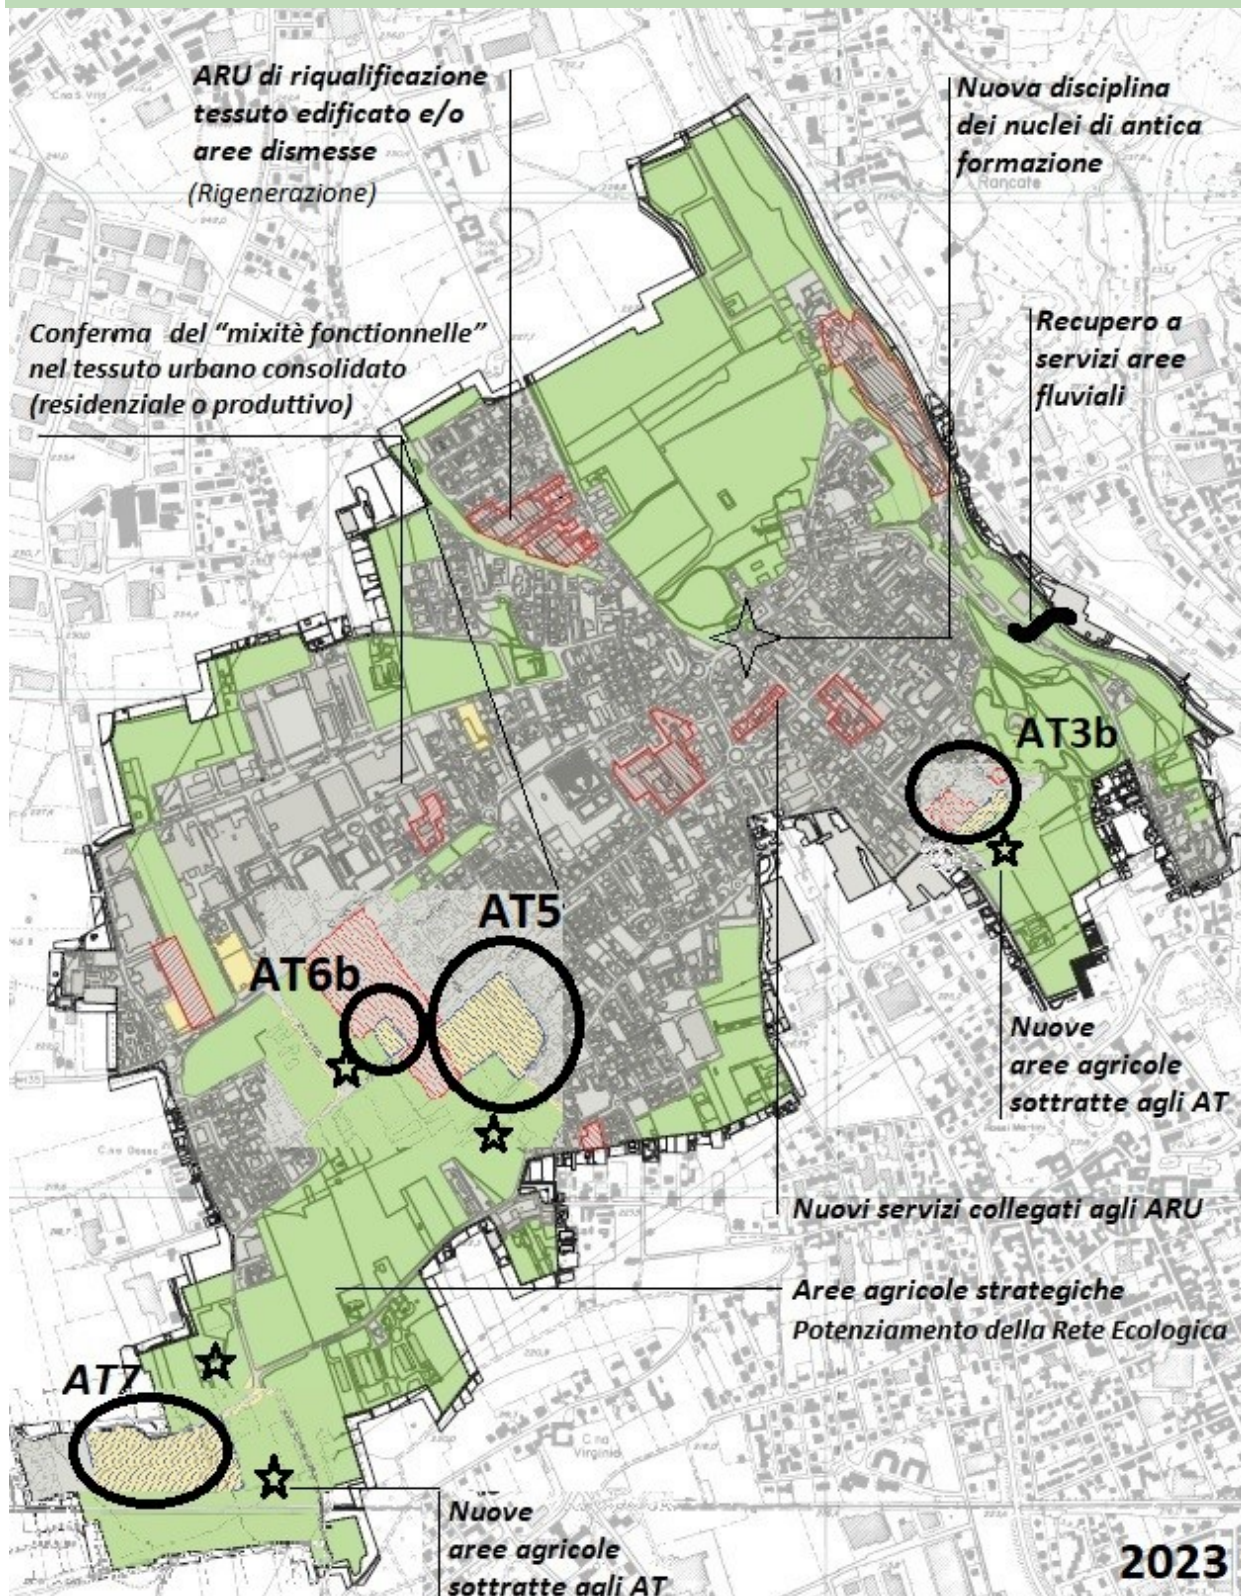 ARU di riqualificazione
tessuto edificato e/o
aree dismesse
(Rigenerazione)
Nuova disciplina
dei nuclei di antica
formazione
Rancate
Conferma del “mixitè fonctionnelle”
nel tessuto urbano consolidato
(residenziale o produttivo)
Recupero a
servizi aree
fluviali
AT3b
AT5
AT6b
Nuove
aree agricole
sottratte agli AT
Nuovi servizi collegati agli ARU
Aree agricole strategiche
Potenziamento della Rete Ecologica
AT7
C.na
Virginia
Nuove
aree agricole
sottratte agli AT
2023